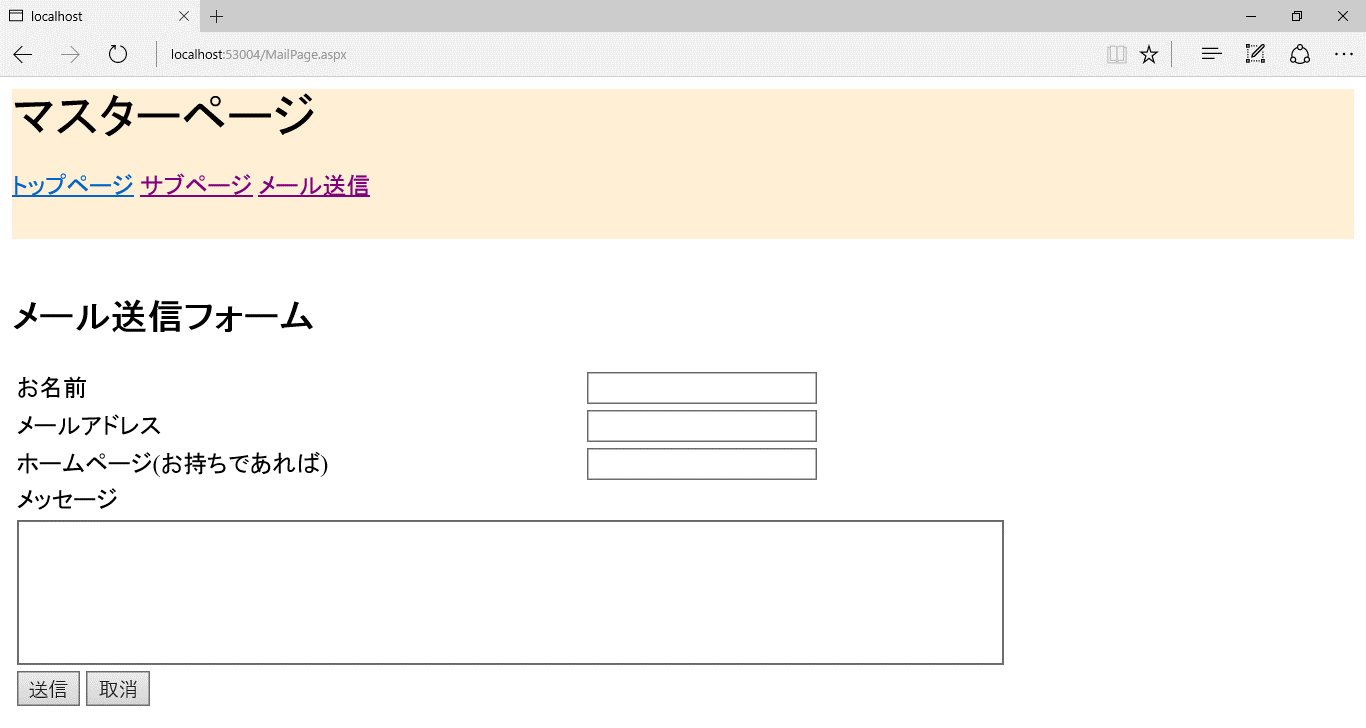 localhost
localhost:53004/MailPage.aspx
マスターページ
トップページ サブページ メール送信
メール送信フォーム
お名前
メールアドレス
ホームページ(お持ちであれば)
メッセージ
送信 取消